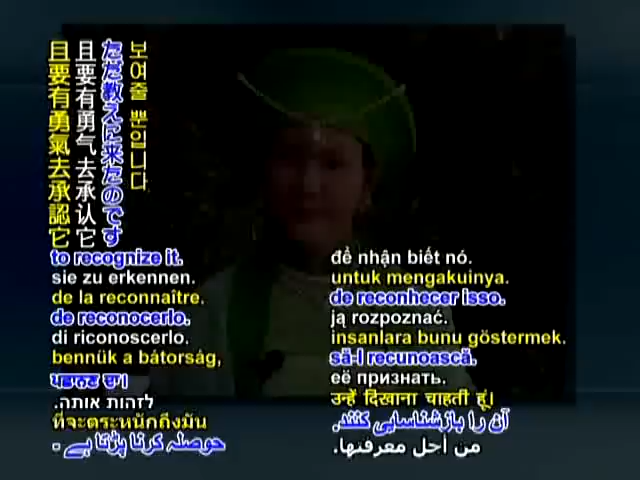 且要有勇氣去承認它
且要有勇气去承认它
ただ教えに来たのです
보여줄 뿐입니다
to recognize it.
sie zu erkennen.
de la reconnaître.
de reconocerlo.
di riconoscerlo.
bennük a bátorság,
ਪਛਾਨਣ ਦਾ।
לזהות אותה.
ที่จะตระหนักถึงมัน
حوصلہ کرنا پڑتا ہے -
để nhận biết nó.
untuk mengakuinya.
de reconhecer isso.
ją rozpoznać.
insanlara bunu göstermek.
să-l recunoască.
её признать.
उन्हें दिखाना चाहती हूं।
آن را بازشناسایی کنند.
من أجل معرفتها.